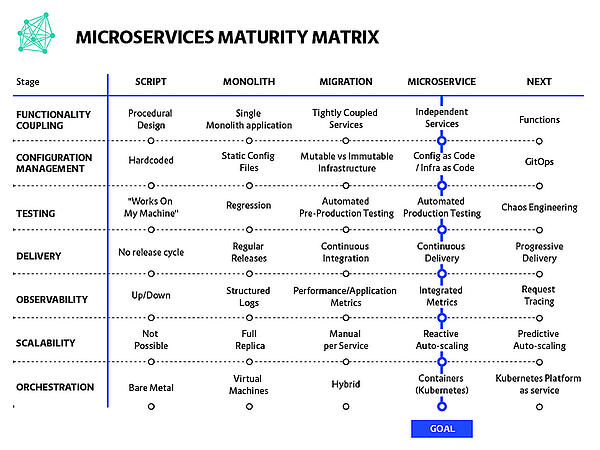 MICROSERVICES MATURITY MATRIX
Stage SCRIPT MONOLITH MIGRATION MICROSERVICE NEXT
FUNCTIONALITY
COUPLING
Procedural
Design
Single
Monolith application
Tightly Coupled
Services
Independent
Services
Functions
CONFIGURATION
MANAGEMENT
Hardcoded
Static Config
Files
Mutable vs Immutable
Infrastructure
Config as Code
/ Infra as Code
GitOps
TESTING
"Works On
My Machine"
Regression
Automated
Pre-Production Testing
Automated
Production Testing
Chaos Engineering
DELIVERY
No release cycle
Regular
Releases
Continuous
Integration
Continuous
Delivery
Progressive
Delivery
OBSERVABILITY
Up/Down
Structured
Logs
Performance/Application
Metrics
Integrated
Metrics
Request
Tracing
SCALABILITY
Not
Possible
Full
Replica
Manual
per Service
Reactive
Auto-scaling
Predictive
Auto-scaling
ORCHESTRATION
Bare Metal
Virtual
Machines
Hybrid
Containers
(Kubernetes)
Kubernetes Platform
as service
GOAL